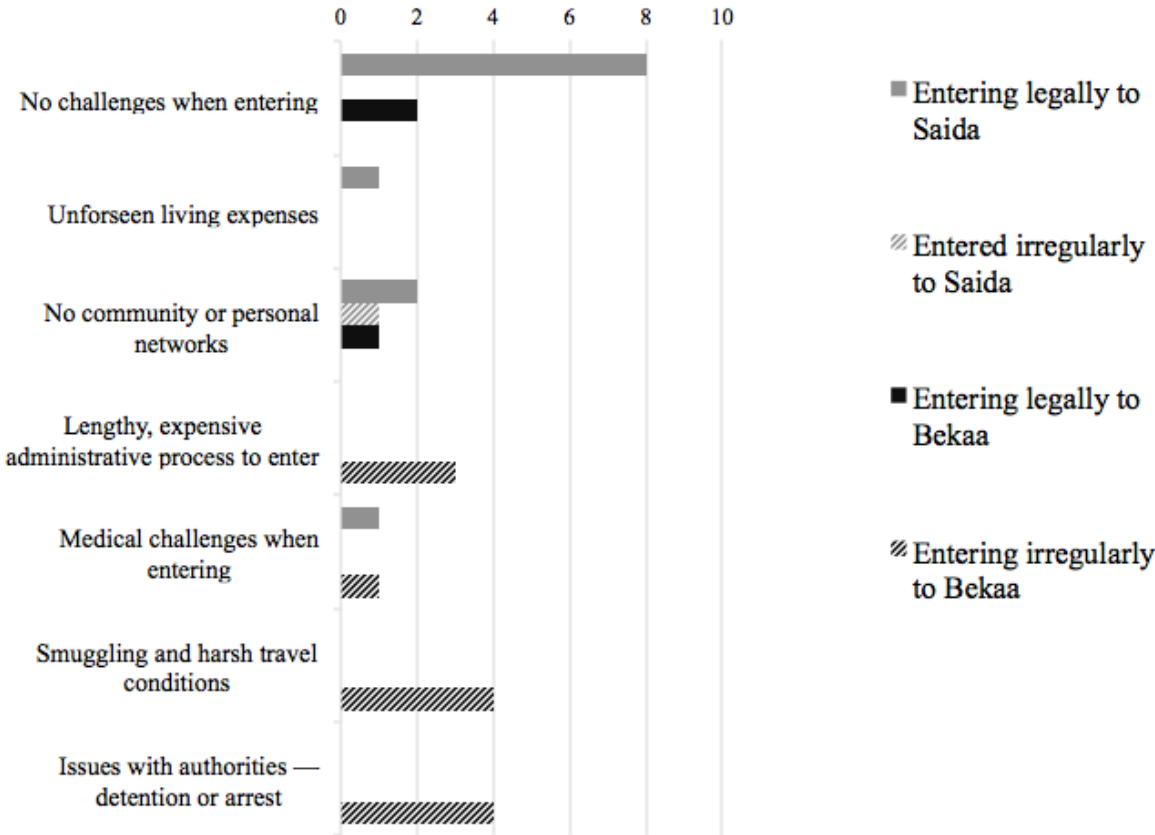 0 2 4 6 8 10
No challenges when entering
Unforseen living expenses
No community or personal
networks
Lengthy, expensive
administrative process to enter
Medical challenges when
entering
Smuggling and harsh travel
conditions
Issues with authorities —
detention or arrest
Entering legally to
Saida
Entered irregularly
to Saida
Entering legally to
Bekaa
Entering irregularly
to Bekaa